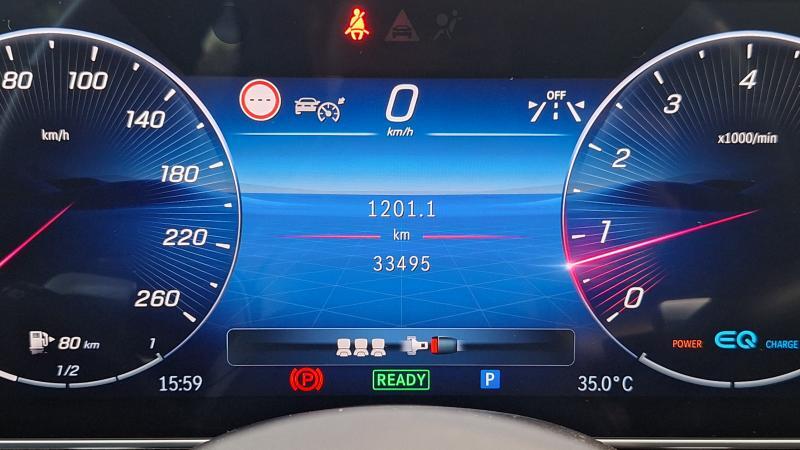 80 100 140 180 220 260
km/h
---
0
km/h
OFF
4
3
2
1
0
x1000/min
1201.1
km
33495
80 km
1
1/2
15:59
P
READY
P
35.0°C
POWER
EQ
CHARGE